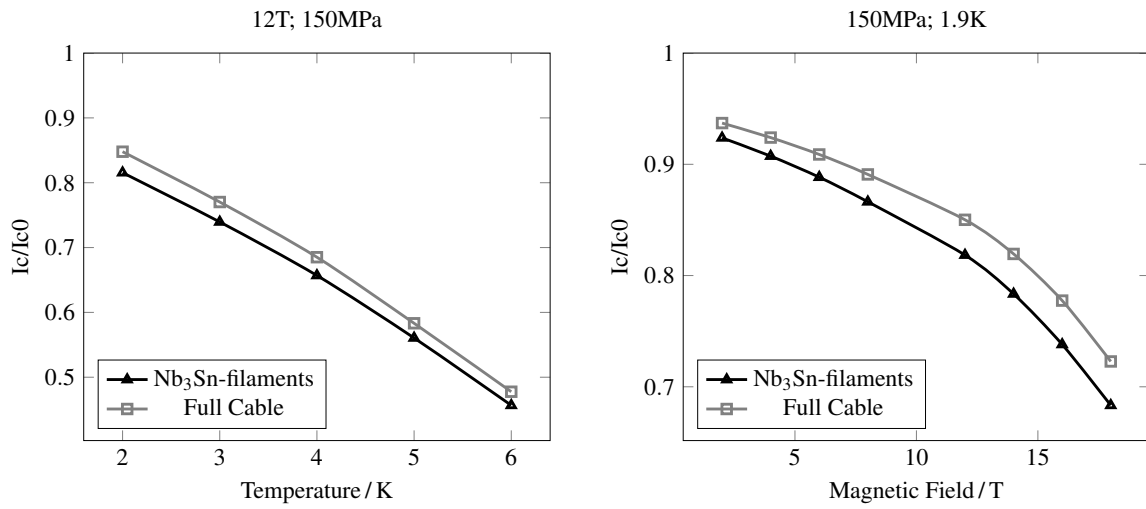 12T; 150MPa
1
0.9
0.8
0.7
0.6
0.5
Ic/Ic0
Nb₃Sn-filaments
Full Cable
2 3 4 5 6
Temperature / K
150MPa; 1.9K
1
0.9
0.8
0.7
Ic/Ic0
Nb₃Sn-filaments
Full Cable
5 10 15
Magnetic Field / T